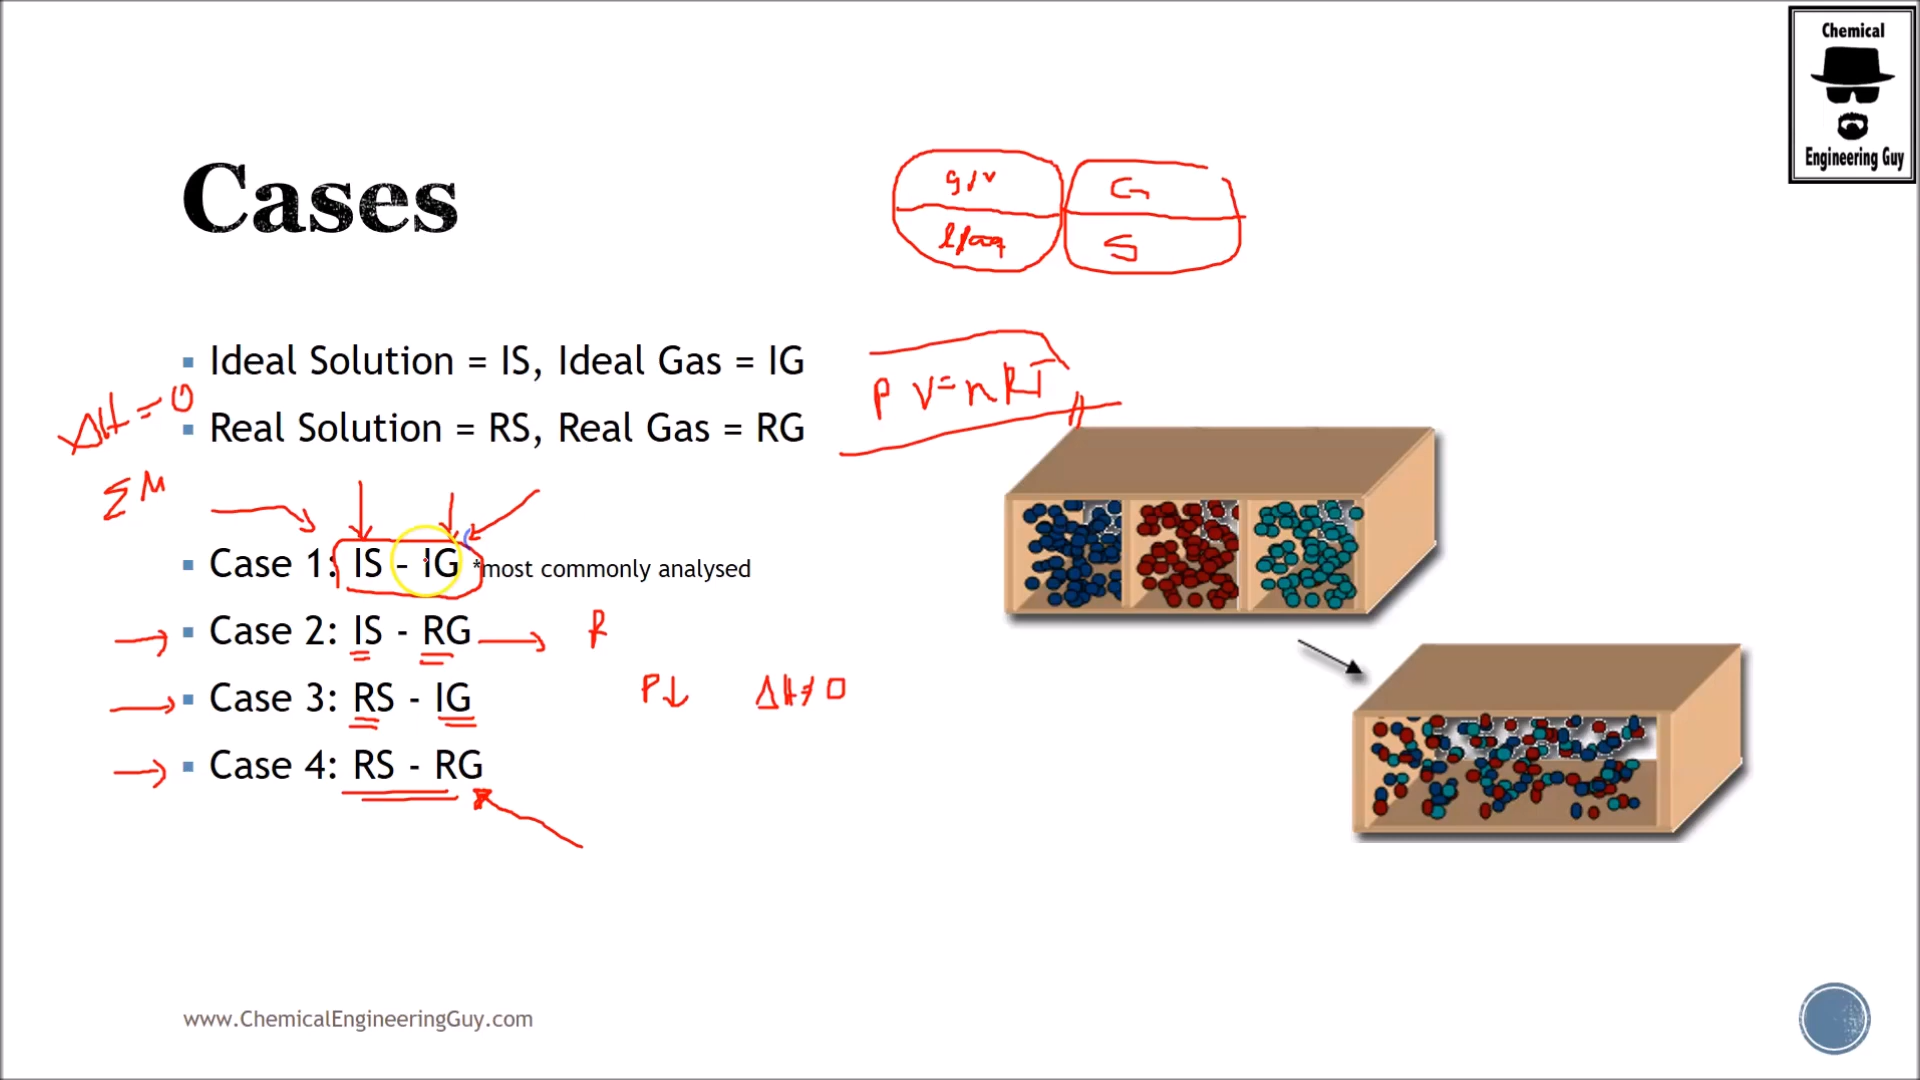 Chemical
Engineering Guy
Cases
g/v
G
l/aq
S
Ideal Solution = IS, Ideal Gas = IG
PV=nRT
ΔH=0
Real Solution = RS, Real Gas = RG
Σ M
Case 1: IS - IG *most commonly analysed
Case 2: IS - RG
R
Case 3: RS - IG
P↓ ΔH≠0
Case 4: RS - RG
www.ChemicalEngineeringGuy.com